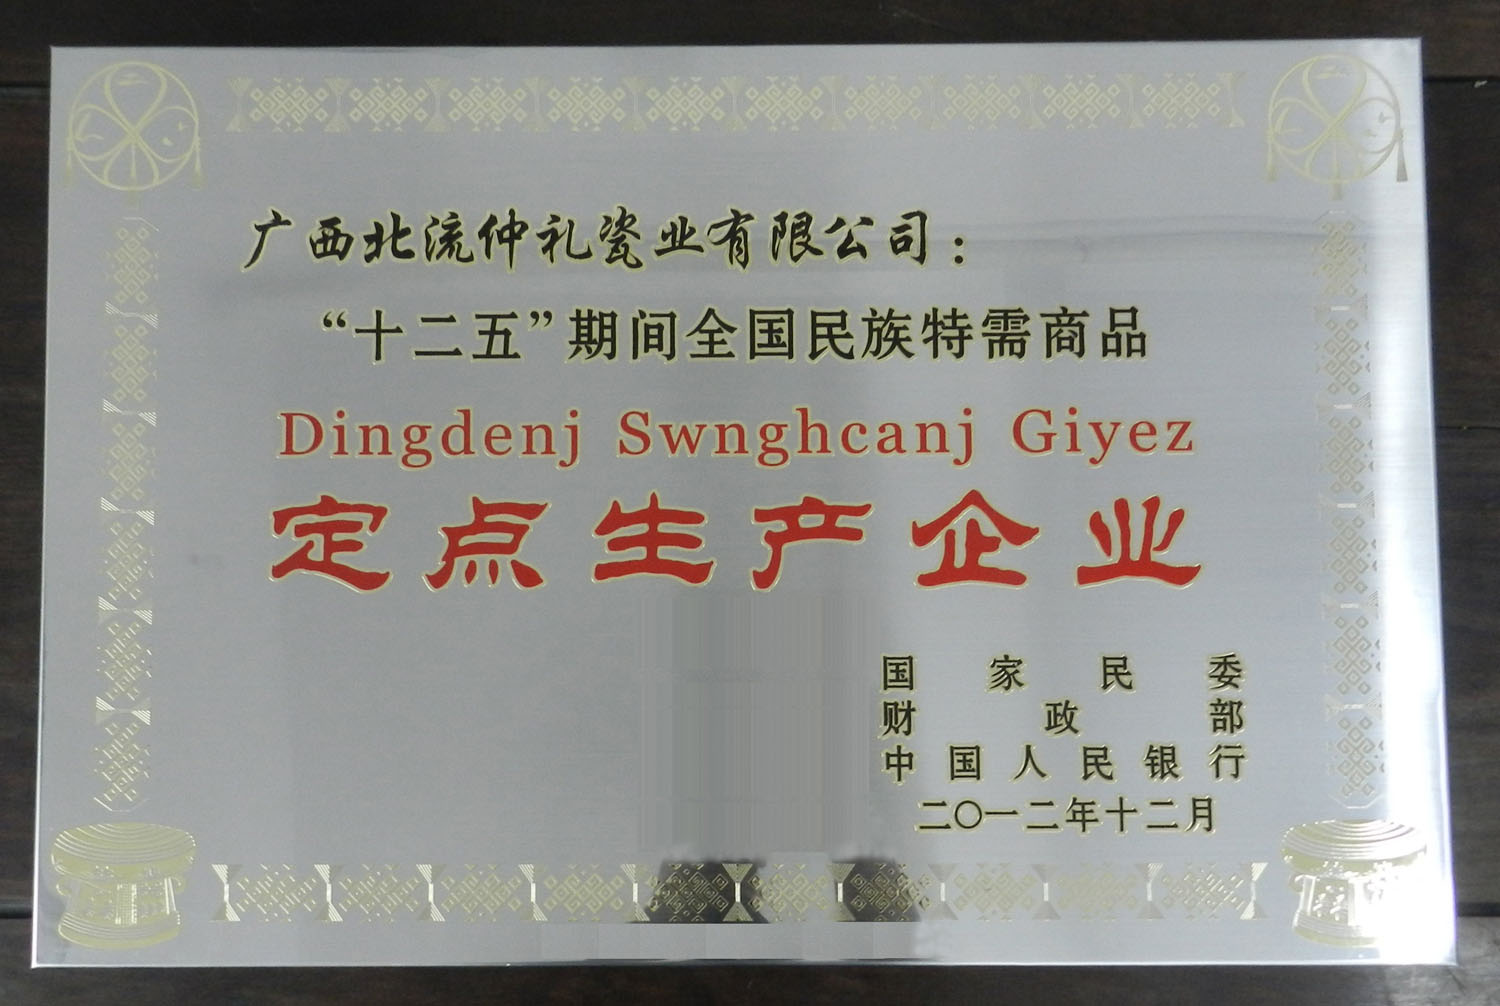 广西北流仲礼瓷业有限公司：
“十二五”期间全国民族特需商品
Dingdenj Swnghcanj Giyez
定点生产企业
国家民委
财政部
中国人民银行
二〇一二年十二月